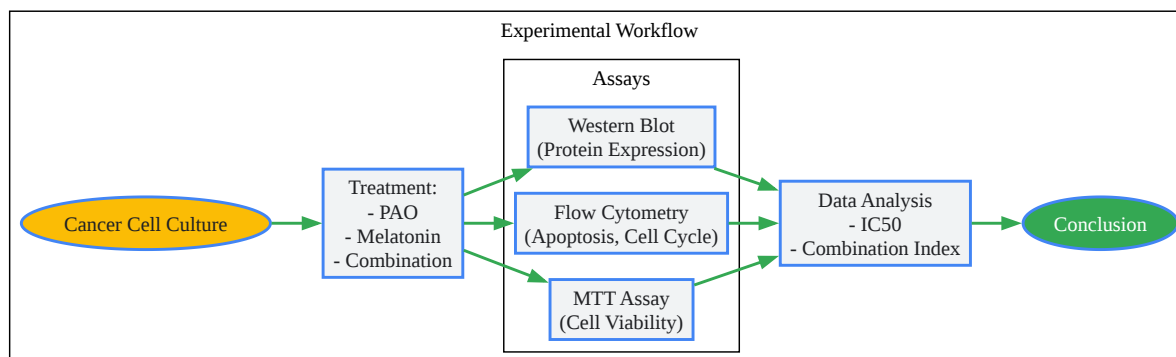 Experimental Workflow
Assays
Cancer Cell Culture
Treatment:
- PAO
- Melatonin
- Combination
Western Blot
(Protein Expression)
Flow Cytometry
(Apoptosis, Cell Cycle)
MTT Assay
(Cell Viability)
Data Analysis
- IC50
- Combination Index
Conclusion